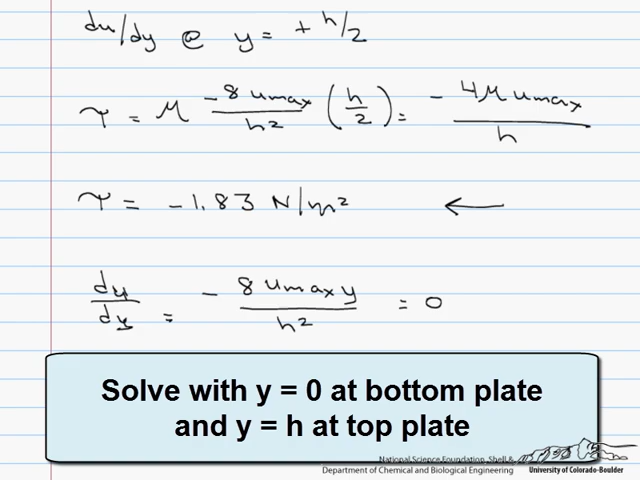 du/dy @ y = + h/2
τ = μ -8 umax/h² (h/2) = - 4μ umax/h
τ = -1.83 N/m² ←
du/dy = - 8 umax y/h² = 0
Solve with y = 0 at bottom plate
and y = h at top plate
National Science Foundation, Shell &
Department of Chemical and Biological Engineering
University of Colorado-Boulder